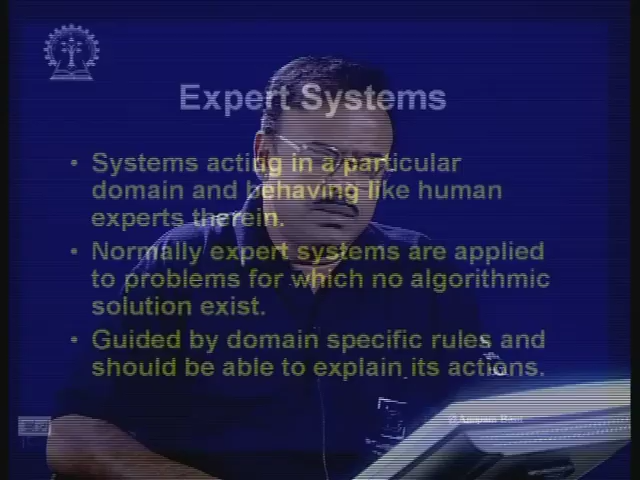 Expert Systems
• Systems acting in a particular
domain and behaving like human
experts therein.
• Normally expert systems are applied
to problems for which no algorithmic
solution exist.
• Guided by domain specific rules and
should be able to explain its actions.